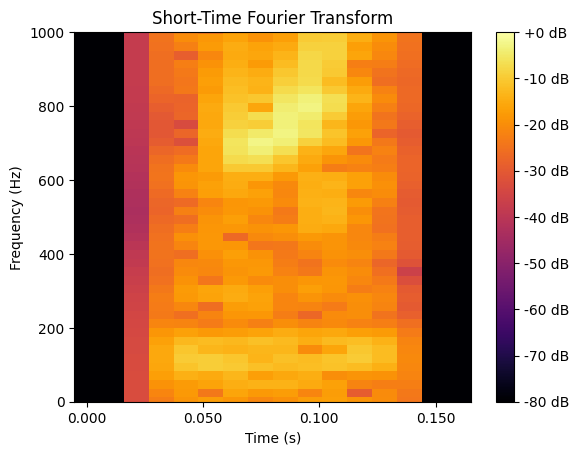 Short-Time Fourier Transform
Frequency (Hz)
1000
800
600
400
200
0
0.000
0.050
0.100
0.150
Time (s)
+0 dB
-10 dB
-20 dB
-30 dB
-40 dB
-50 dB
-60 dB
-70 dB
-80 dB